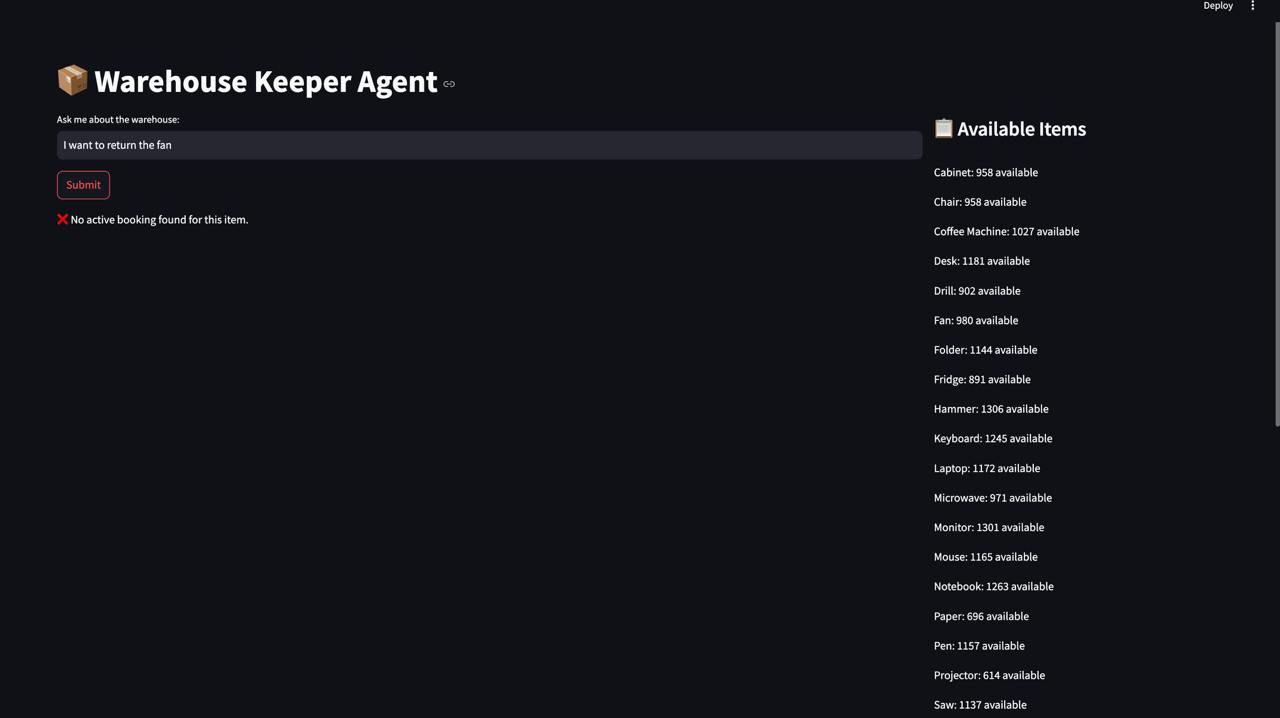 Deploy
Warehouse Keeper Agent
Ask me about the warehouse:
I want to return the fan
Submit
❌ No active booking found for this item.
Available Items
Cabinet: 958 available
Chair: 958 available
Coffee Machine: 1027 available
Desk: 1181 available
Drill: 902 available
Fan: 980 available
Folder: 1144 available
Fridge: 891 available
Hammer: 1306 available
Keyboard: 1245 available
Laptop: 1172 available
Microwave: 971 available
Monitor: 1301 available
Mouse: 1165 available
Notebook: 1263 available
Paper: 696 available
Pen: 1157 available
Projector: 614 available
Saw: 1137 available